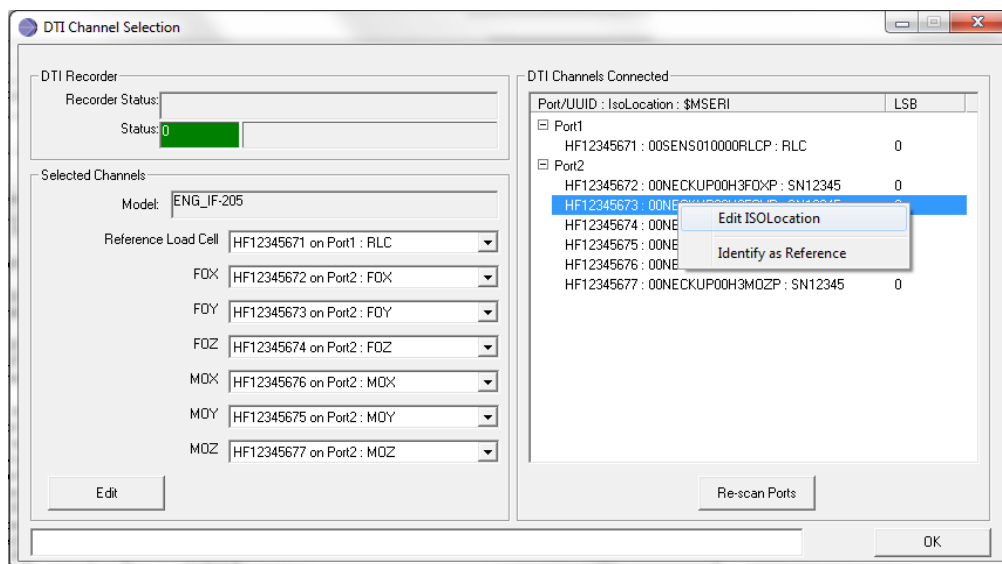 DTI Channel Selection
DTI Recorder
Recorder Status:
Status: 0
Selected Channels
Model: ENG_IF-205
Reference Load Cell HF12345671 on Port1 : RLC
FOX HF12345672 on Port2 : FOX
FOY HF12345673 on Port2 : FOY
FOZ HF12345674 on Port2 : FOZ
MOX HF12345676 on Port2 : MOX
MOY HF12345675 on Port2 : MOY
MOZ HF12345677 on Port2 : MOZ
Edit
DTI Channels Connected
Port/UUID : IsoLocation : $MSERI LSB
Port1
HF12345671 : 00SENS010000RLCP : RLC 0
Port2
HF12345672 : 00NECKUP00H3FOXP : SN12345 0
HF12345673 :
HF12345674 : 00NE
HF12345675 : 00NE
HF12345676 : 00NE
HF12345677 : 00NECKUP00H3MOZP : SN12345 0
Edit ISOLocation
Identify as Reference
Re-scan Ports
OK